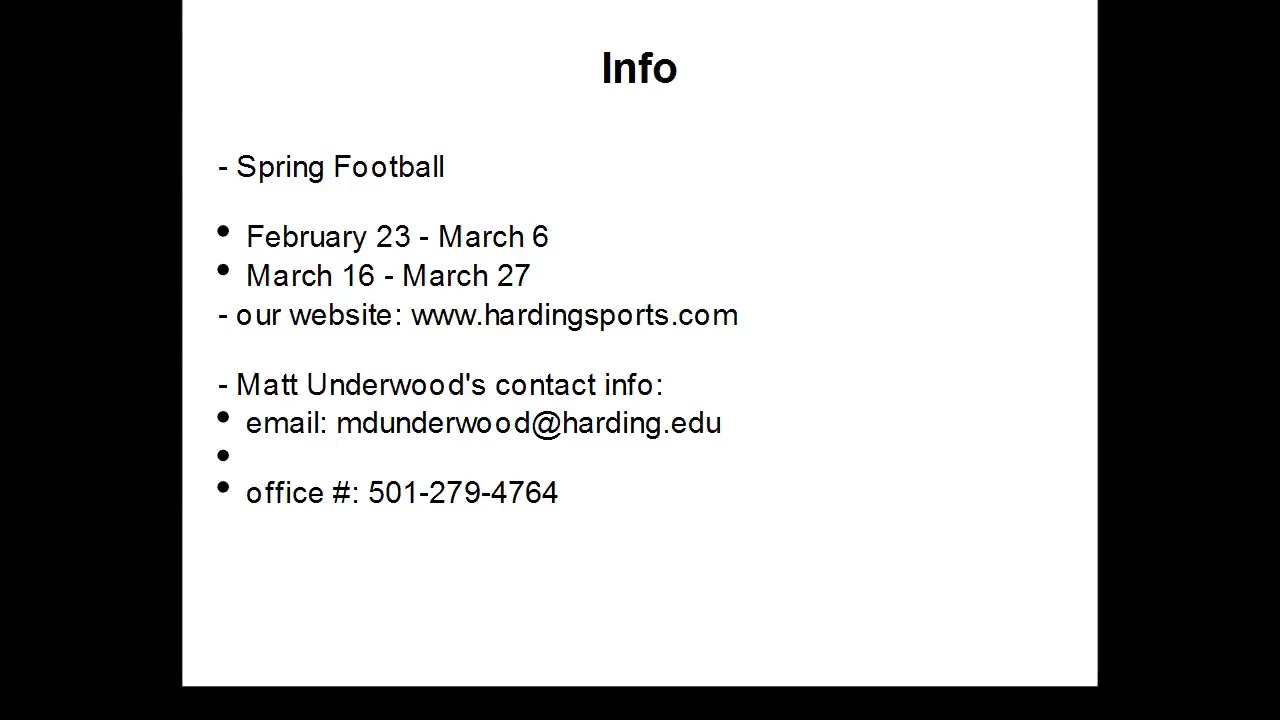 Info
- Spring Football
• February 23 - March 6
• March 16 - March 27
- our website: www.hardingsports.com
- Matt Underwood's contact info:
• email: mdunderwood@harding.edu
•
• office #: 501-279-4764